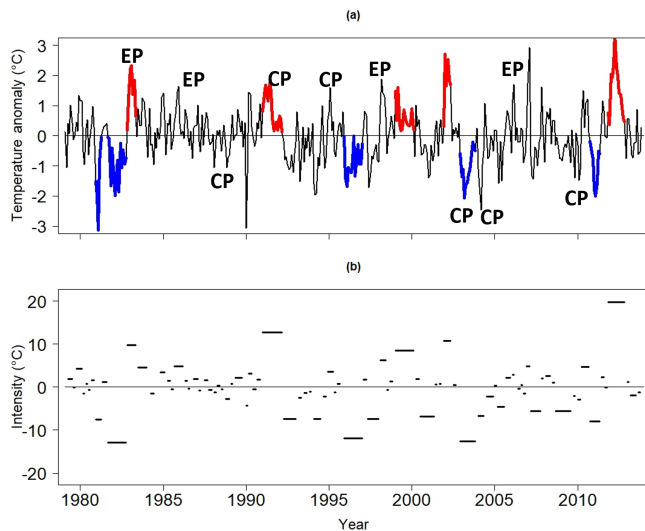 (a)
Temperature anomaly (°C)
3
2
1
0
-1
-2
-3
EP
EP
CP
CP
CP
EP
EP
CP
CP
CP
(b)
Intensity (°C)
20
10
0
-10
-20
1980
1985
1990
1995
2000
2005
2010
Year